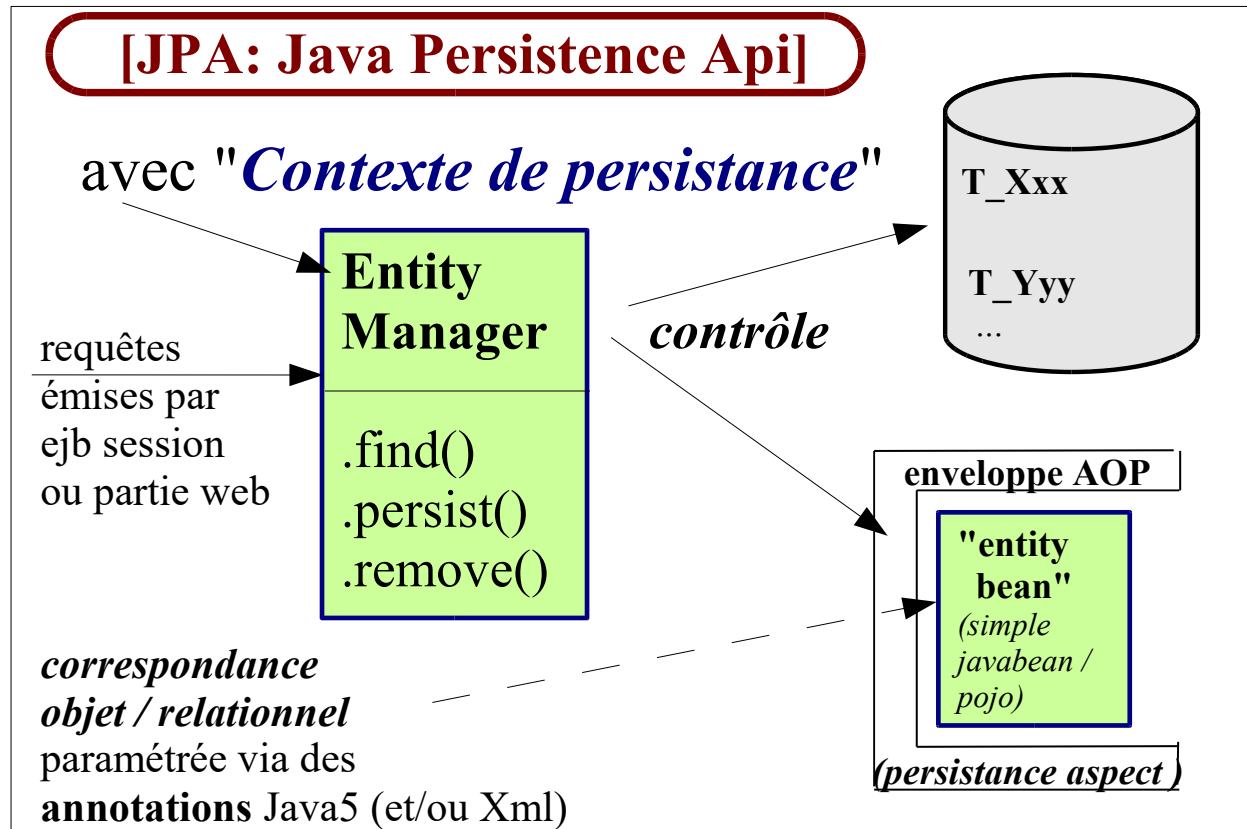 [JPA: Java Persistence Api]
avec "Contexte de persistance"
T_Xxx
T_Yyy
...
Entity
Manager
.find()
.persist()
.remove()
contrôle
requêtes
émises par
ejb session
ou partie web
enveloppe AOP
"entity
bean"
(simple
javabean /
pojo)
(persistance aspect )
correspondance
objet / relationnel
paramétrée via des
annotations Java5 (et/ou Xml)